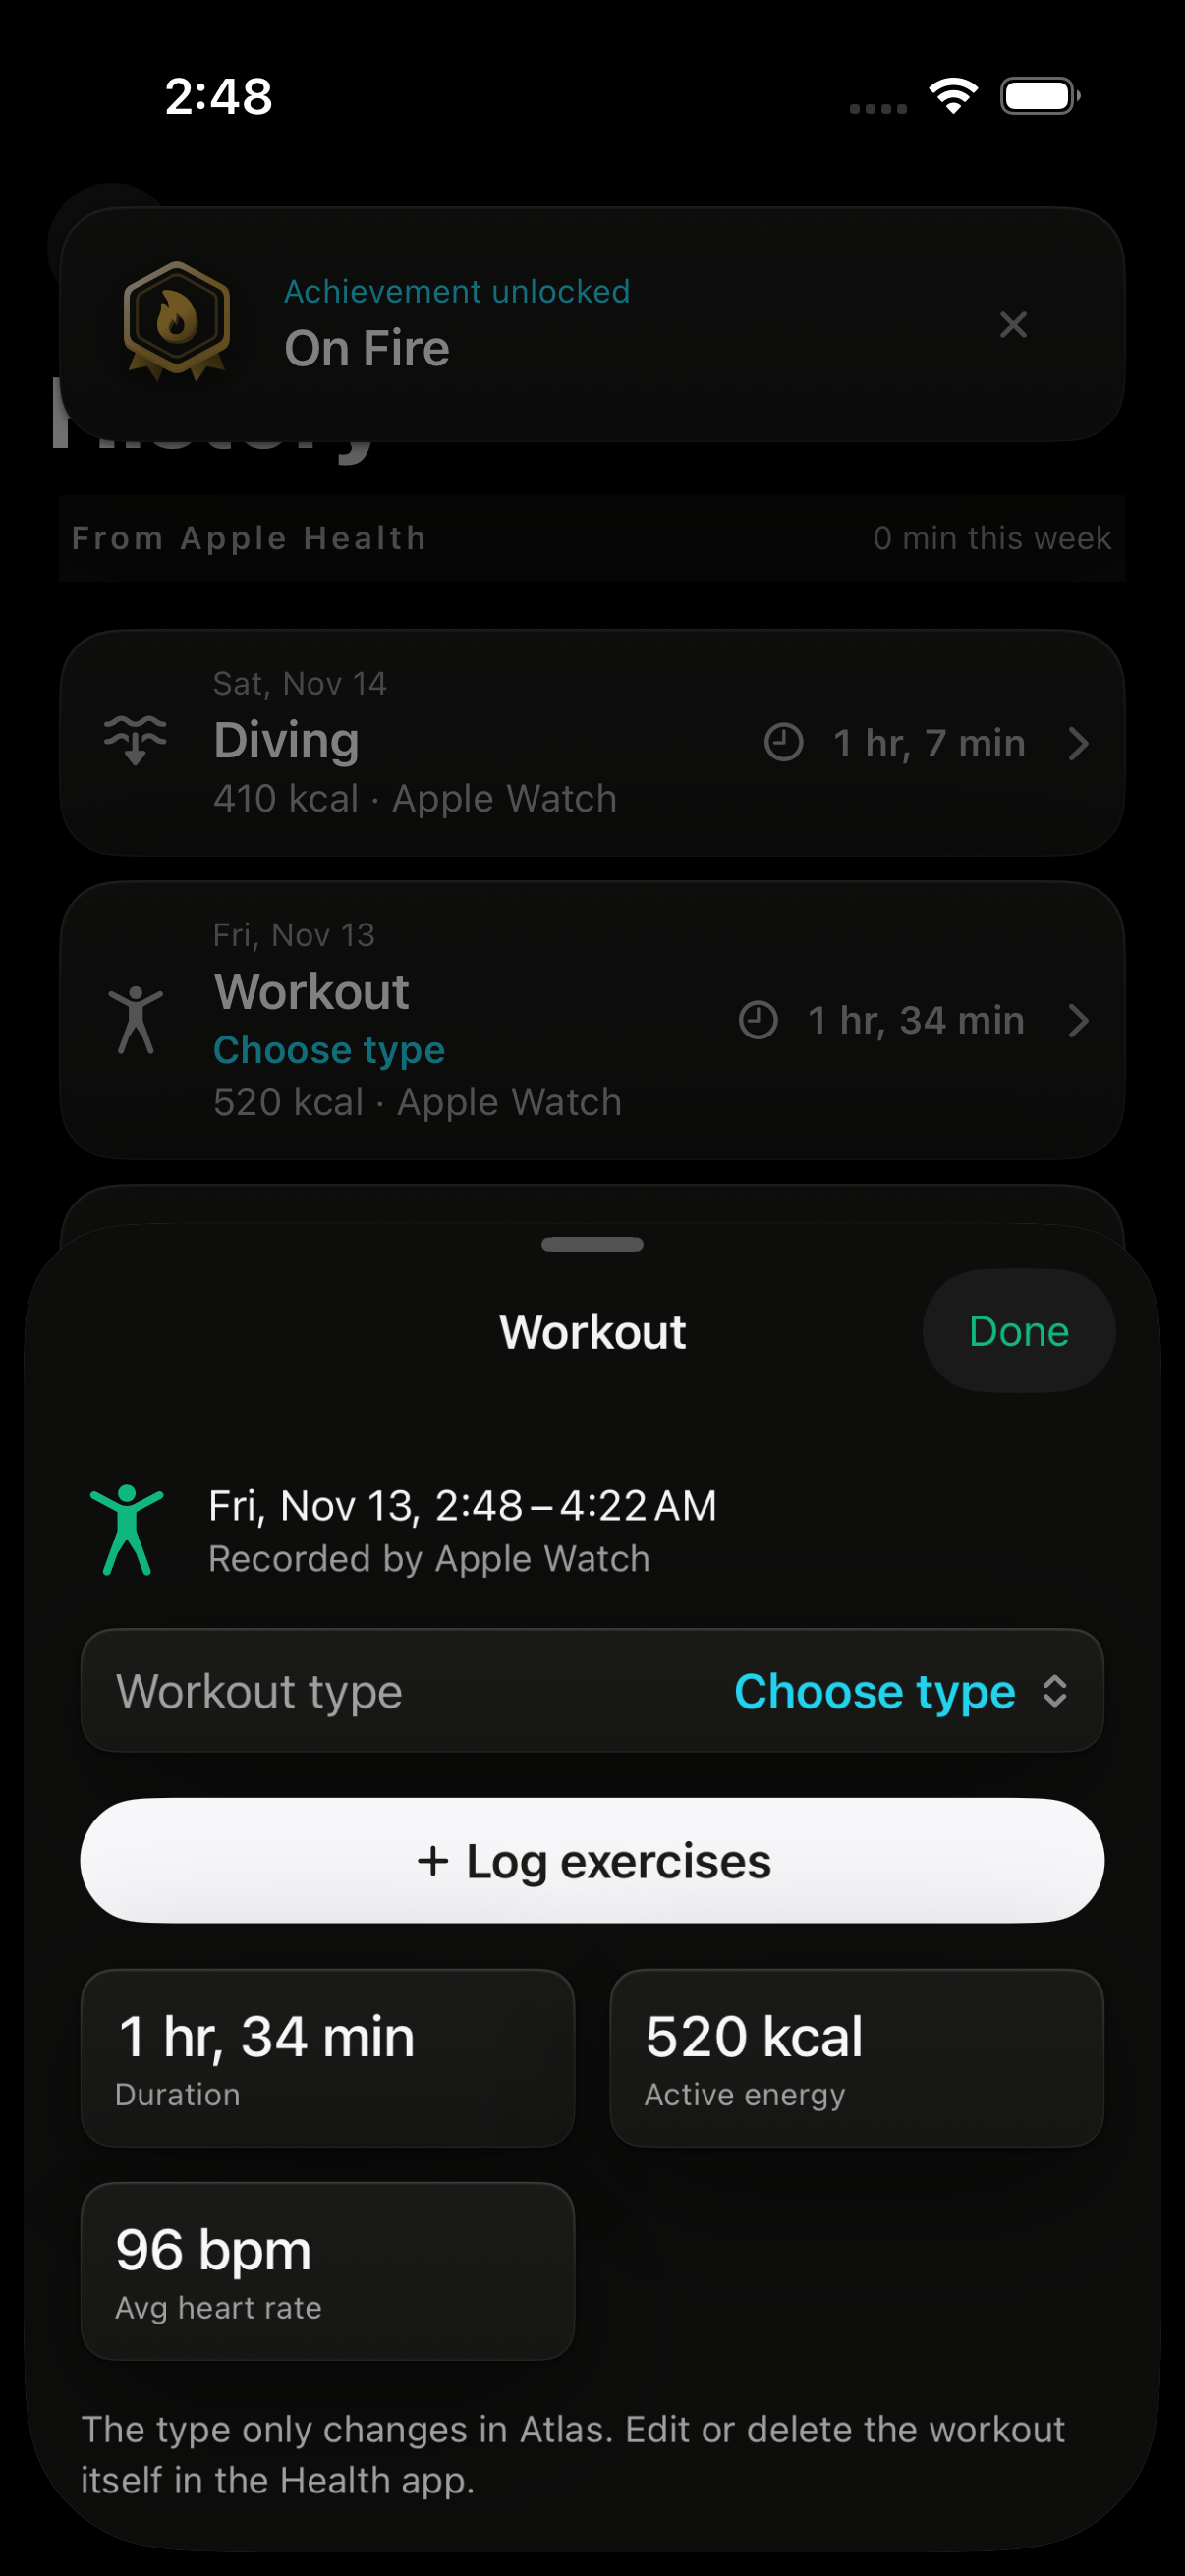 2:48
Achievement unlocked
On Fire
History
From Apple Health
0 min this week
Sat, Nov 14
Diving
1 hr, 7 min
410 kcal · Apple Watch
Fri, Nov 13
Workout
Choose type
1 hr, 34 min
520 kcal · Apple Watch
Workout
Done
Fri, Nov 13, 2:48 – 4:22 AM
Recorded by Apple Watch
Workout type
Choose type
+ Log exercises
1 hr, 34 min
Duration
520 kcal
Active energy
96 bpm
Avg heart rate
The type only changes in Atlas. Edit or delete the workout
itself in the Health app.